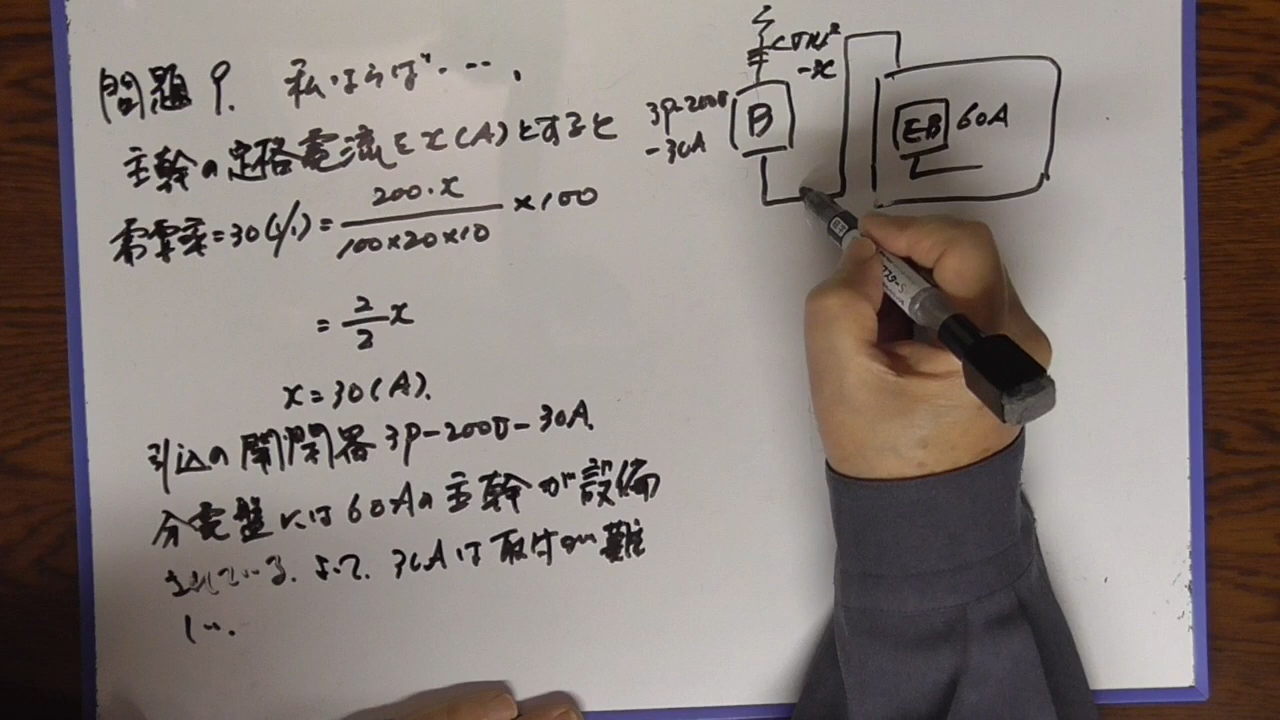 問題 9. 私ならば…．
主幹の定格電流をx(A)とすると
需要率=30(%)= 200・x / 100×20×10 ×100
= 2/2 x
x=30(A).
引込の開閉器 3P-200V-30A.
分電盤には60Aの主幹が設備
されている. よって. 30Aは取付が難
しい.
3P-200V
-30A
B
EB 60A